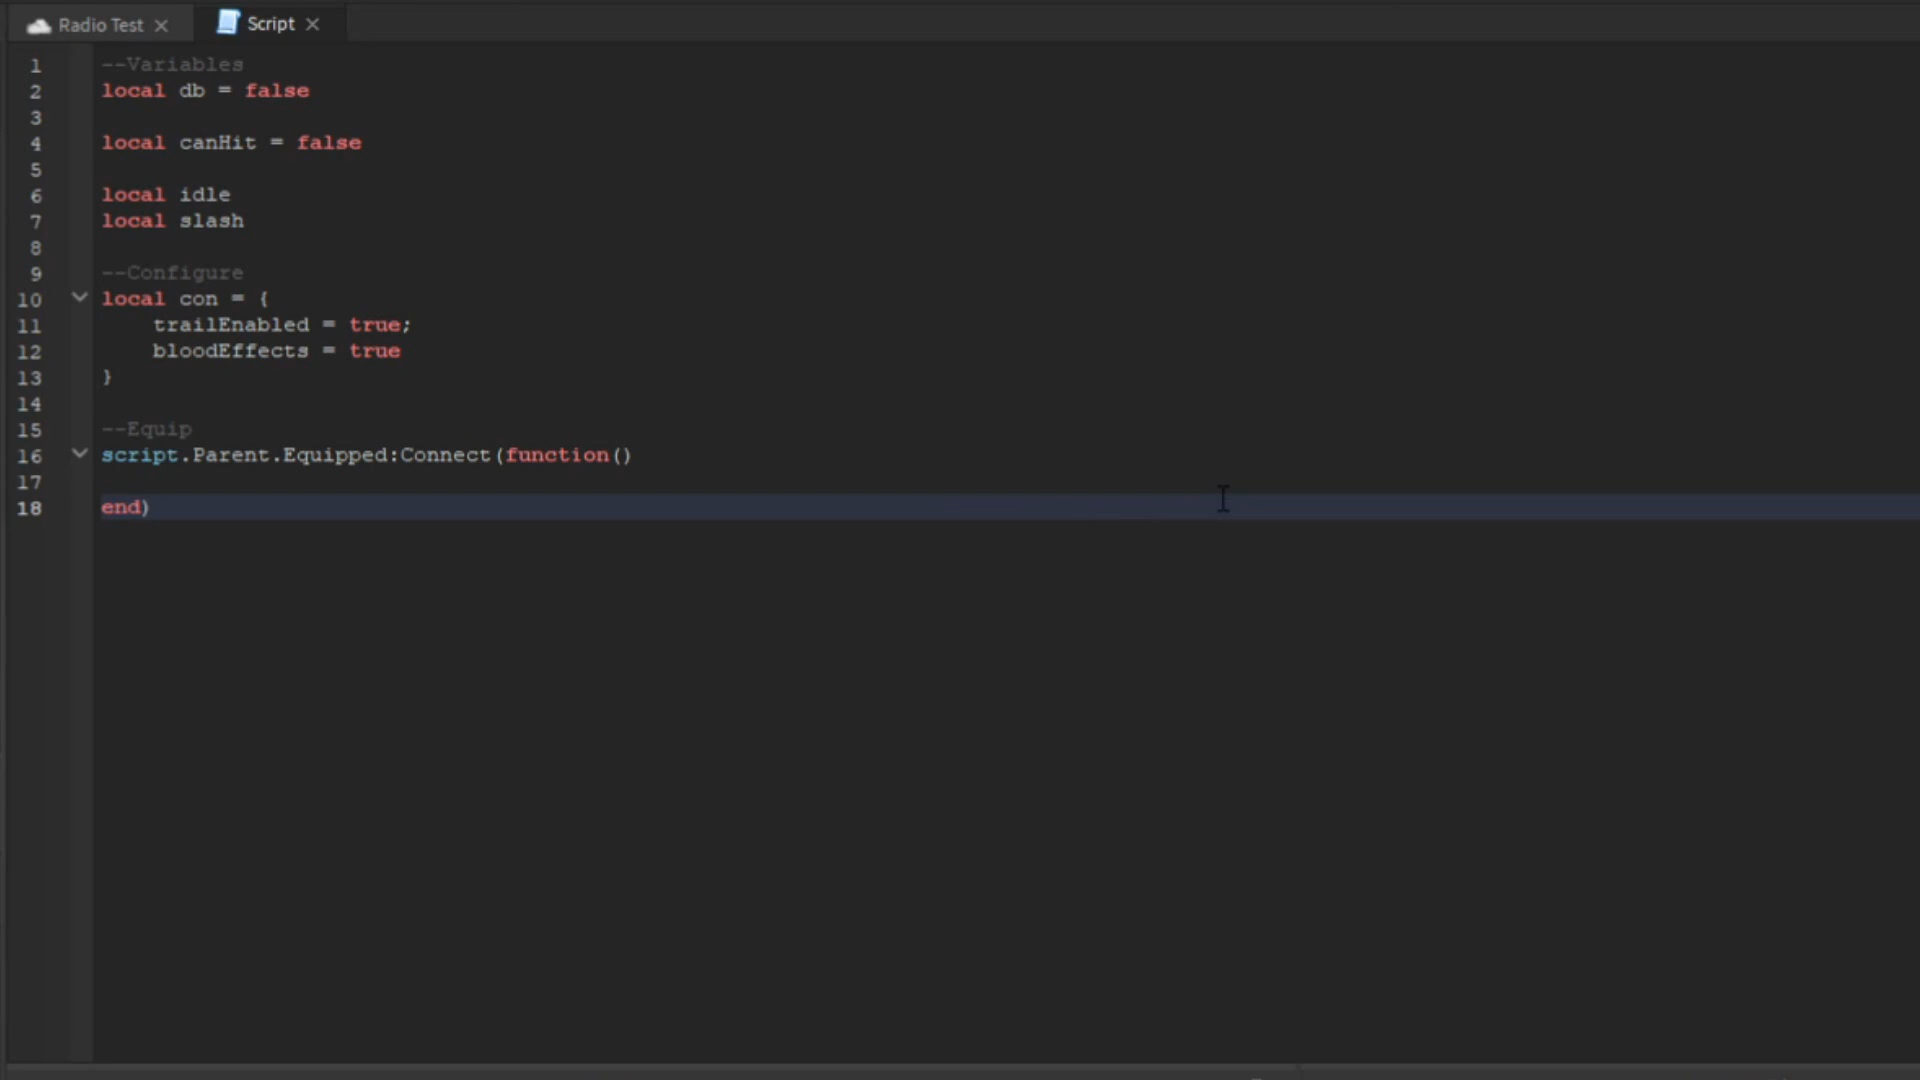 Radio Test
Script
1 --Variables
2 local db = false
3
4 local canHit = false
5
6 local idle
7 local slash
8
9 --Configure
10 local con = {
11 trailEnabled = true;
12 bloodEffects = true
13 }
14
15 --Equip
16 script.Parent.Equipped:Connect(function()
17
18 end)